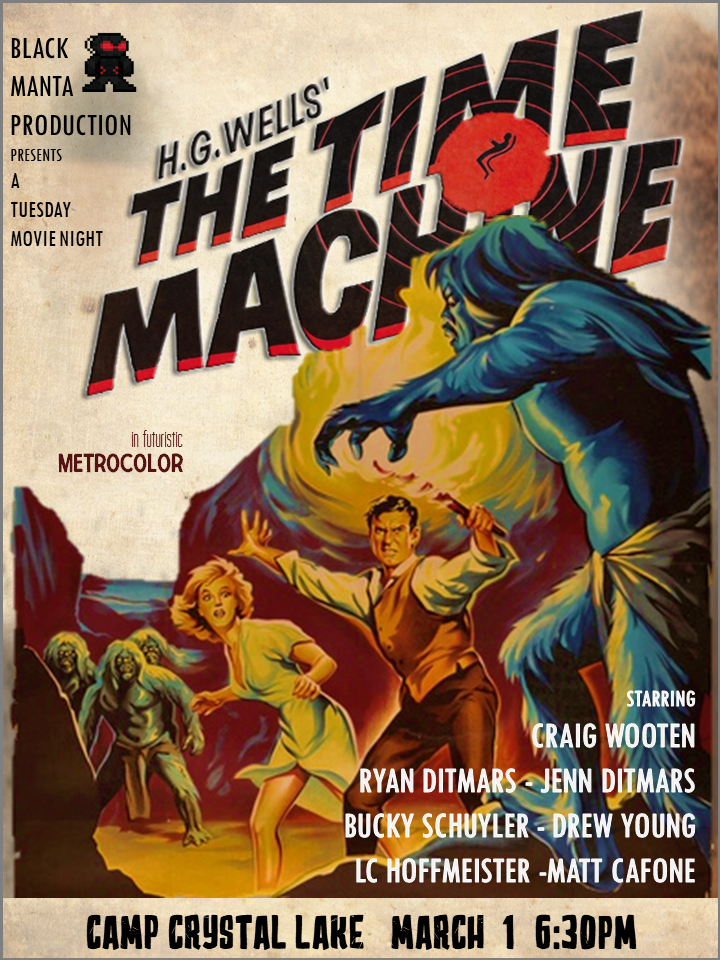 BLACK
MANTA
PRODUCTION
PRESENTS
A
TUESDAY
MOVIE NIGHT
H.G. WELLS'
THE TIME
MACHINE
in futuristic
METROCOLOR
STARRING
CRAIG WOOTEN
RYAN DITMARS - JENN DITMARS
BUCKY SCHUYLER - DREW YOUNG
LC HOFFMEISTER -MATT CAFONE
CAMP CRYSTAL LAKE MARCH 1 6:30PM